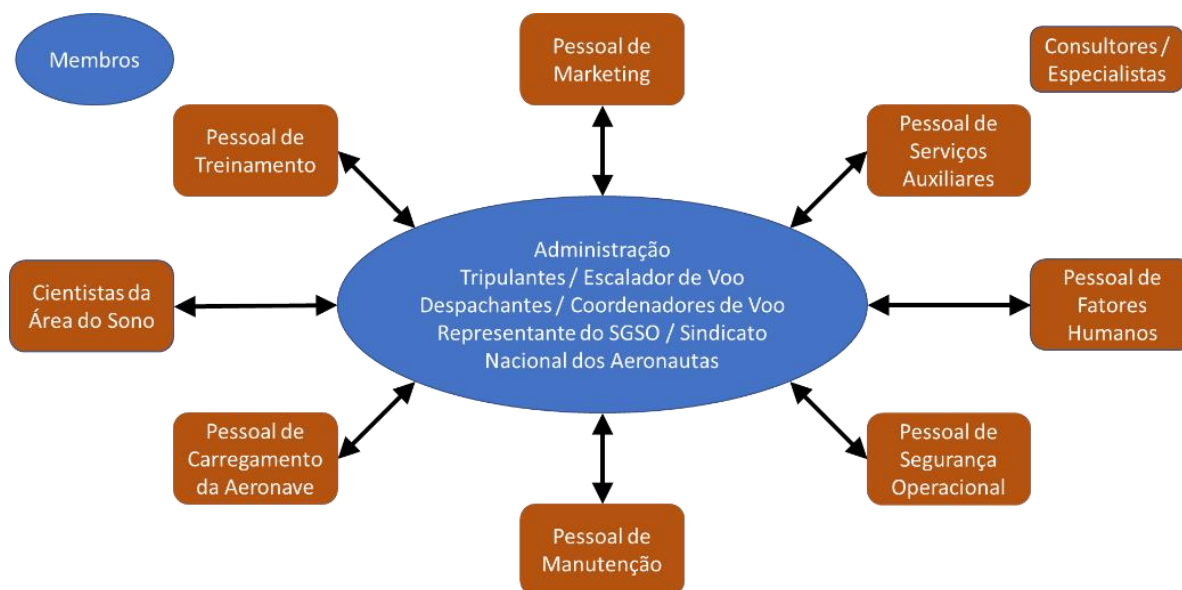 Membros
Pessoal de
Marketing
Consultores /
Especialistas
Pessoal de
Treinamento
Pessoal de
Serviços
Auxiliares
Administração
Tripulantes / Escalador de Voo
Despachantes / Coordenadores de Voo
Representante do SGSO / Sindicato
Nacional dos Aeronautas
Cientistas da
Área do Sono
Pessoal de
Fatores
Humanos
Pessoal de
Carregamento
da Aeronave
Pessoal de
Segurança
Operacional
Pessoal de
Manutenção